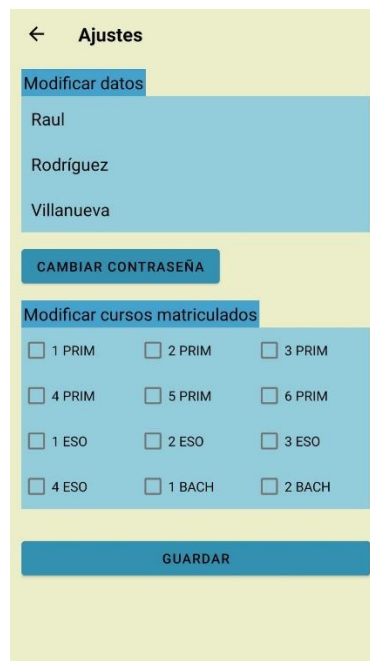 Ajustes
Modificar datos
Raul
Rodríguez
Villanueva
CAMBIAR CONTRASEÑA
Modificar cursos matriculados
1 PRIM 2 PRIM 3 PRIM
4 PRIM 5 PRIM 6 PRIM
1 ESO 2 ESO 3 ESO
4 ESO 1 BACH 2 BACH
GUARDAR